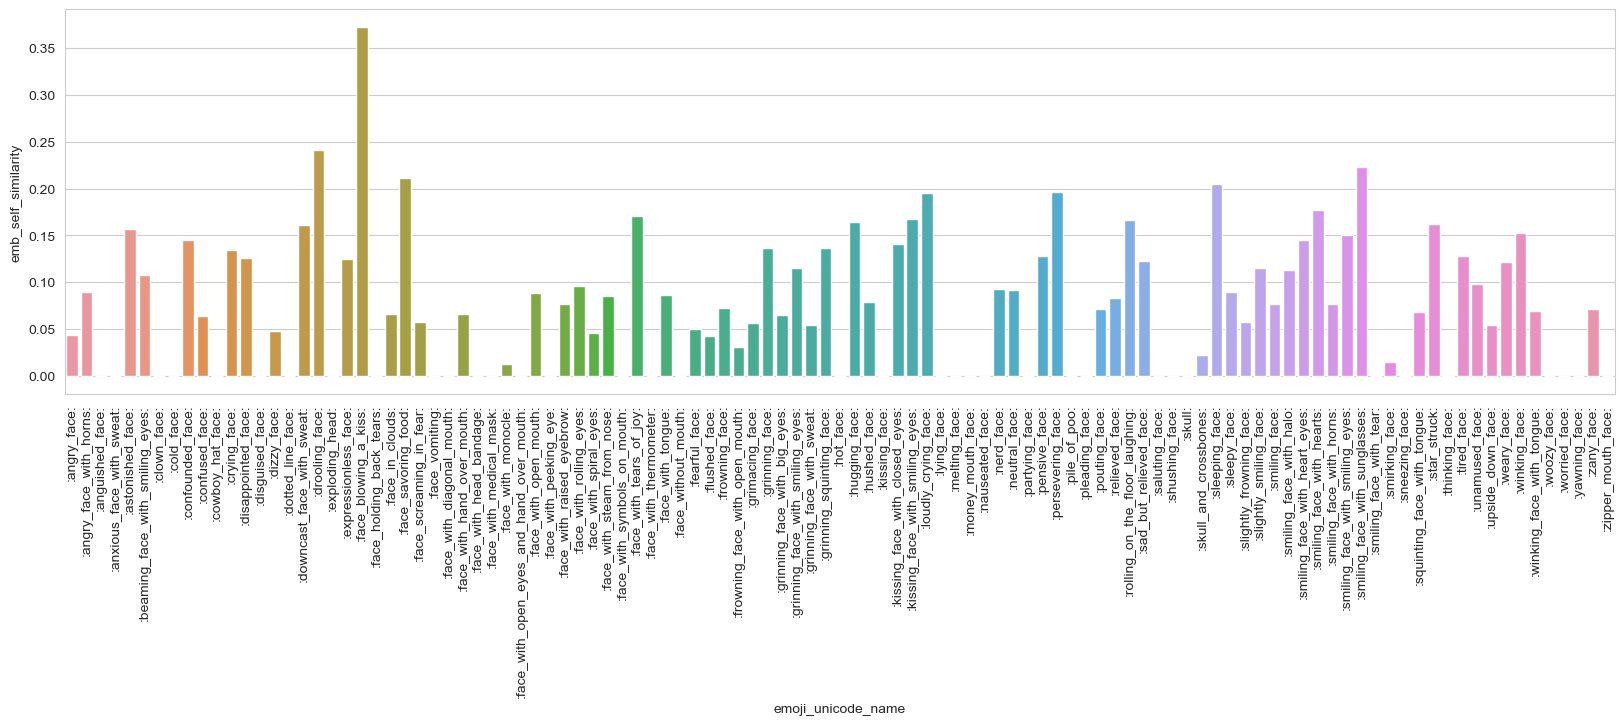 emb_self_similarity
0.35
0.30
0.25
0.20
0.15
0.10
0.05
0.00
:angry_face:
:angry_face_with_horns:
:anguished_face:
:anxious_face_with_sweat:
:astonished_face:
:beaming_face_with_smiling_eyes:
:clown_face:
:cold_face:
:confounded_face:
:confused_face:
:cowboy_hat_face:
:crying_face:
:disappointed_face:
:disguised_face:
:dizzy_face:
:dotted_line_face:
:downcast_face_with_sweat:
:drooling_face:
:exploding_head:
:expressionless_face:
:face_blowing_a_kiss:
:face_holding_back_tears:
:face_in_clouds:
:face_savoring_food:
:face_screaming_in_fear:
:face_vomiting:
:face_with_diagonal_mouth:
:face_with_hand_over_mouth:
:face_with_head_bandage:
:face_with_medical_mask:
:face_with_monocle:
:face_with_open_eyes_and_hand_over_mouth:
:face_with_open_mouth:
:face_with_peeking_eye:
:face_with_raised_eyebrow:
:face_with_rolling_eyes:
:face_with_spiral_eyes:
:face_with_steam_from_nose:
:face_with_symbols_on_mouth:
:face_with_tears_of_joy:
:face_with_thermometer:
:face_with_tongue:
:face_without_mouth:
:fearful_face:
:flushed_face:
:frowning_face:
:frowning_face_with_open_mouth:
:grimacing_face:
:grinning_face:
:grinning_face_with_big_eyes:
:grinning_face_with_smiling_eyes:
:grinning_face_with_sweat:
:grinning_squinting_face:
:hot_face:
:hugging_face:
:hushed_face:
:kissing_face:
:kissing_face_with_closed_eyes:
:kissing_face_with_smiling_eyes:
:loudly_crying_face:
:lying_face:
:melting_face:
:money_mouth_face:
:nauseated_face:
:nerd_face:
:neutral_face:
:partying_face:
:pensive_face:
:persevering_face:
:pile_of_poo:
:pleading_face:
:pouting_face:
:relieved_face:
:rolling_on_the_floor_laughing:
:sad_but_relieved_face:
:saluting_face:
:shushing_face:
:skull:
:skull_and_crossbones:
:sleeping_face:
:sleepy_face:
:slightly_frowning_face:
:slightly_smiling_face:
:smiling_face:
:smiling_face_with_halo:
:smiling_face_with_heart_eyes:
:smiling_face_with_hearts:
:smiling_face_with_horns:
:smiling_face_with_smiling_eyes:
:smiling_face_with_sunglasses:
:smiling_face_with_tear:
:smirking_face:
:sneezing_face:
:squinting_face_with_tongue:
:star_struck:
:thinking_face:
:tired_face:
:unamused_face:
:upside_down_face:
:weary_face:
:winking_face:
:winking_face_with_tongue:
:woozy_face:
:worried_face:
:yawning_face:
:zany_face:
:zipper_mouth_face:
emoji_unicode_name